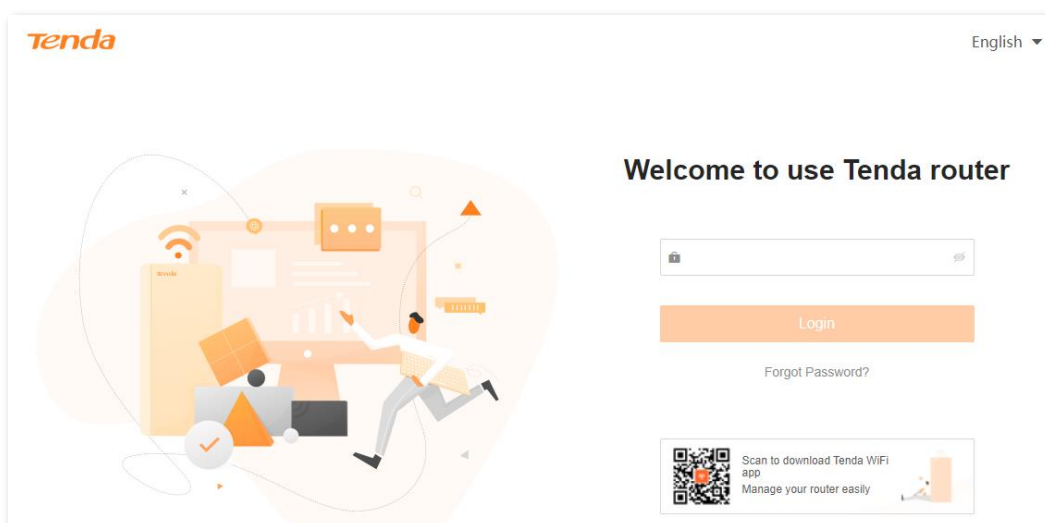 Tenda
English
Welcome to use Tenda router
Tenda
Login
Forgot Password?
Scan to download Tenda WiFi
app
Manage your router easily